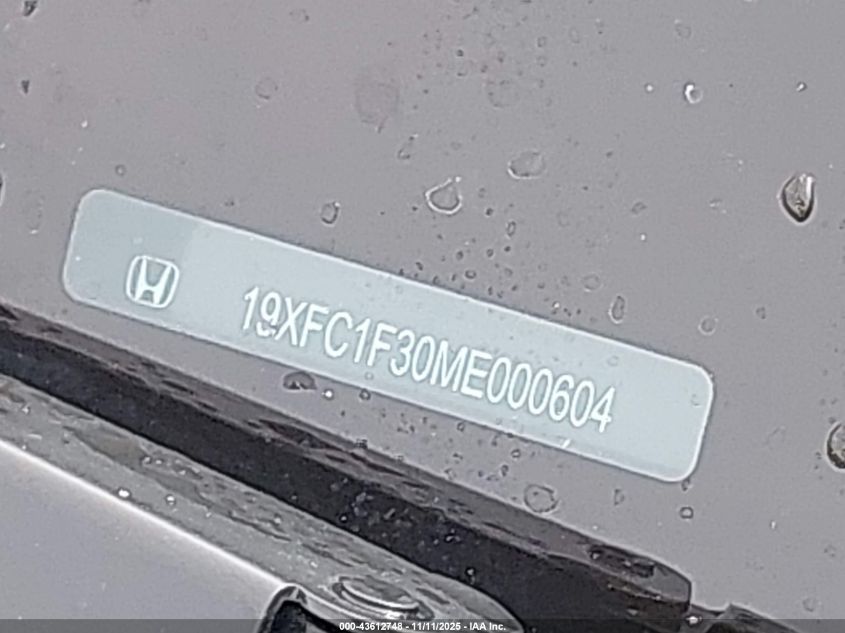 19XFC1F30ME000604
000-43612748 - 11/11/2025 - IAA Inc.